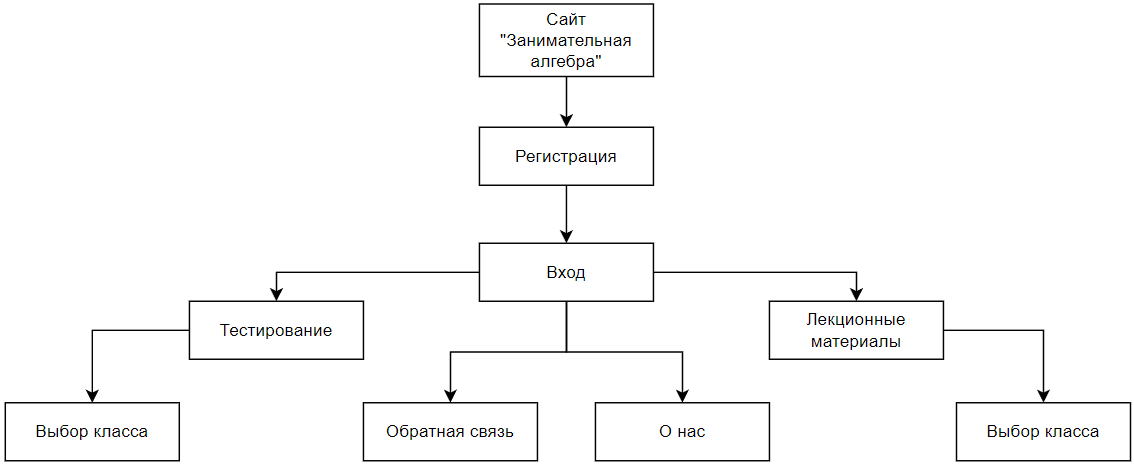 Сайт
"Занимательная
алгебра"
Регистрация
Вход
Тестирование
Лекционные
материалы
Выбор класса
Обратная связь
О нас
Выбор класса